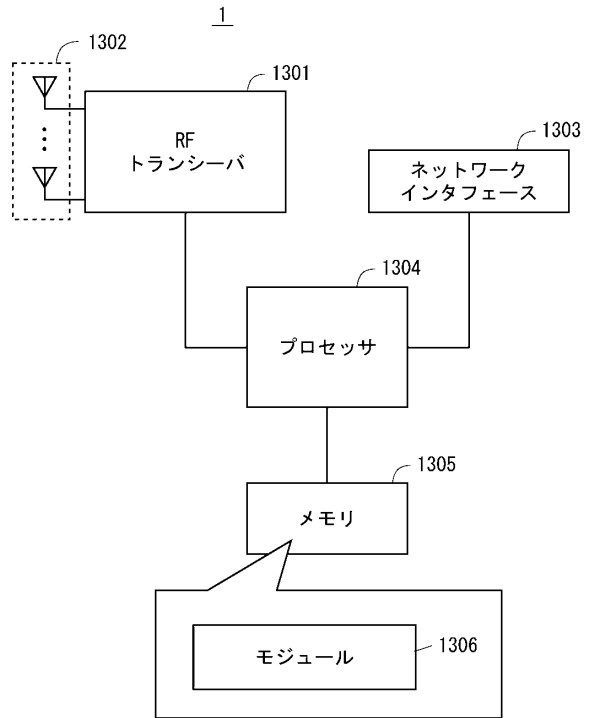 1
1302
1301
RF
トランシーバ
1303
ネットワーク
インタフェース
1304
プロセッサ
1305
メモリ
モジュール
1306